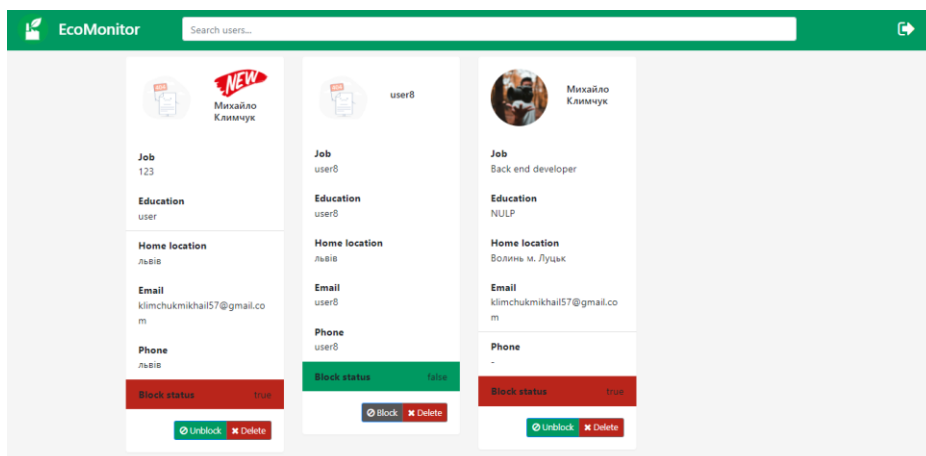 EcoMonitor
Search users...
404
NEW
Михайло
Климчук
Job
123
Education
user
Home location
львів
Email
klimchukmikhail57@gmail.co
m
Phone
львів
Block status true
Unblock Delete
404
user8
Job
user8
Education
user8
Home location
львів
Email
user8
Phone
user8
Block status false
Block Delete
Михайло
Климчук
Job
Back end developer
Education
NULP
Home location
Волинь м. Луцьк
Email
klimchukmikhail57@gmail.co
m
Phone
-
Block status true
Unblock Delete